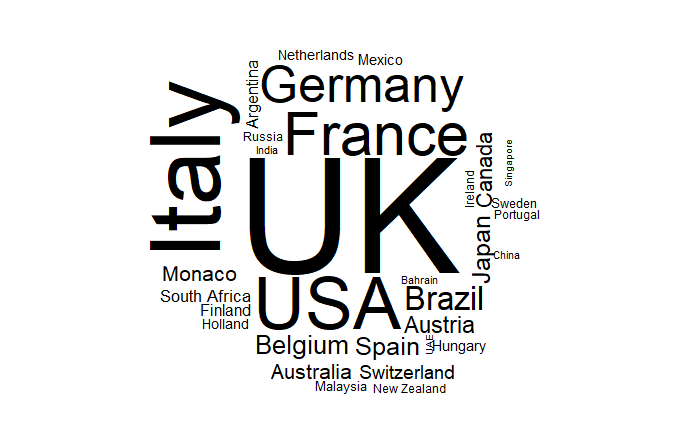 Netherlands
Mexico
Argentina
Germany
Italy
Russia
France
India
Canada
Singapore
Ireland
UK
Sweden
Portugal
Japan
China
Monaco
USA
Bahrain
Brazil
South Africa
Finland
Holland
Austria
Belgium
Spain
UAE
Hungary
Australia
Switzerland
Malaysia
New Zealand